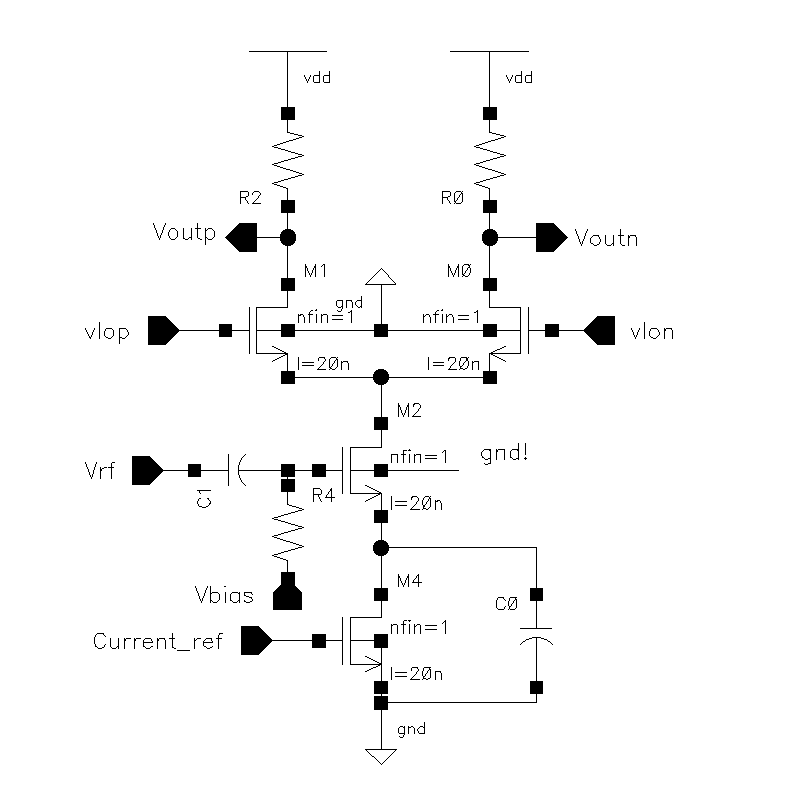 vdd
vdd
R2
RØ
Voutp
Voutn
M1
MØ
gnd
nfin=1
nfin=1
vlop
vlon
l=2Øn
l=2Øn
M2
nfin=1
gnd!
Vrf
C1
R4
l=2Øn
M4
Vbias
CØ
nfin=1
Current_ref
l=2Øn
gnd